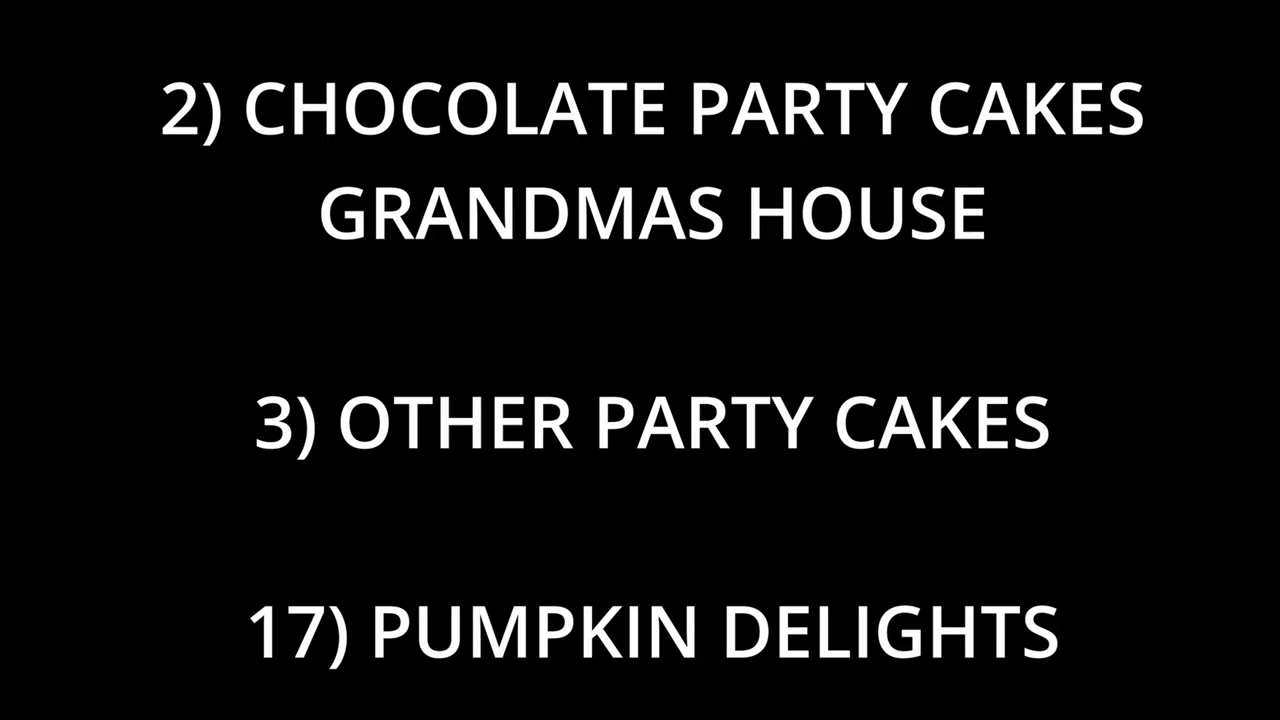 2) CHOCOLATE PARTY CAKES
GRANDMAS HOUSE
3) OTHER PARTY CAKES
17) PUMPKIN DELIGHTS